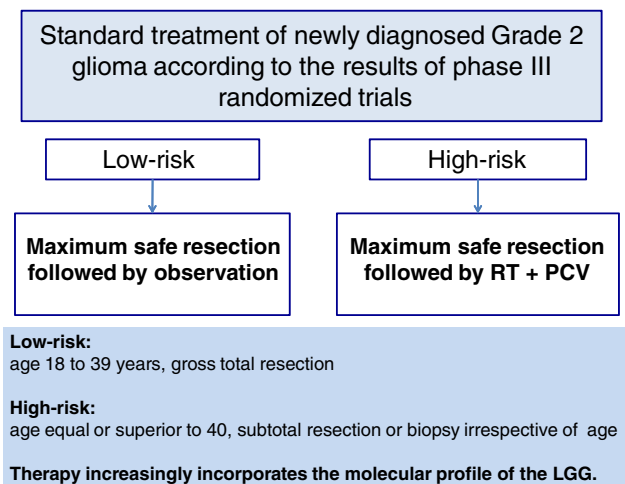 Standard treatment of newly diagnosed Grade 2
glioma according to the results of phase III
randomized trials
Low-risk
High-risk
Maximum safe resection
followed by observation
Maximum safe resection
followed by RT + PCV
Low-risk:
age 18 to 39 years, gross total resection
High-risk:
age equal or superior to 40, subtotal resection or biopsy irrespective of age
Therapy increasingly incorporates the molecular profile of the LGG.